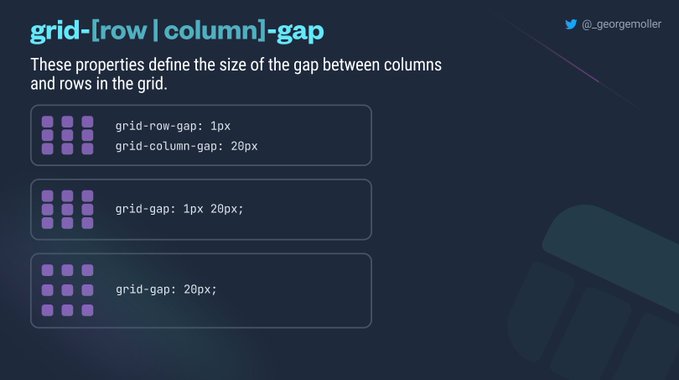 grid-[row|column]-gap
@_georgemoller
These properties define the size of the gap between columns
and rows in the grid.
grid-row-gap: 1px
grid-column-gap: 20px
grid-gap: 1px 20px;
grid-gap: 20px;